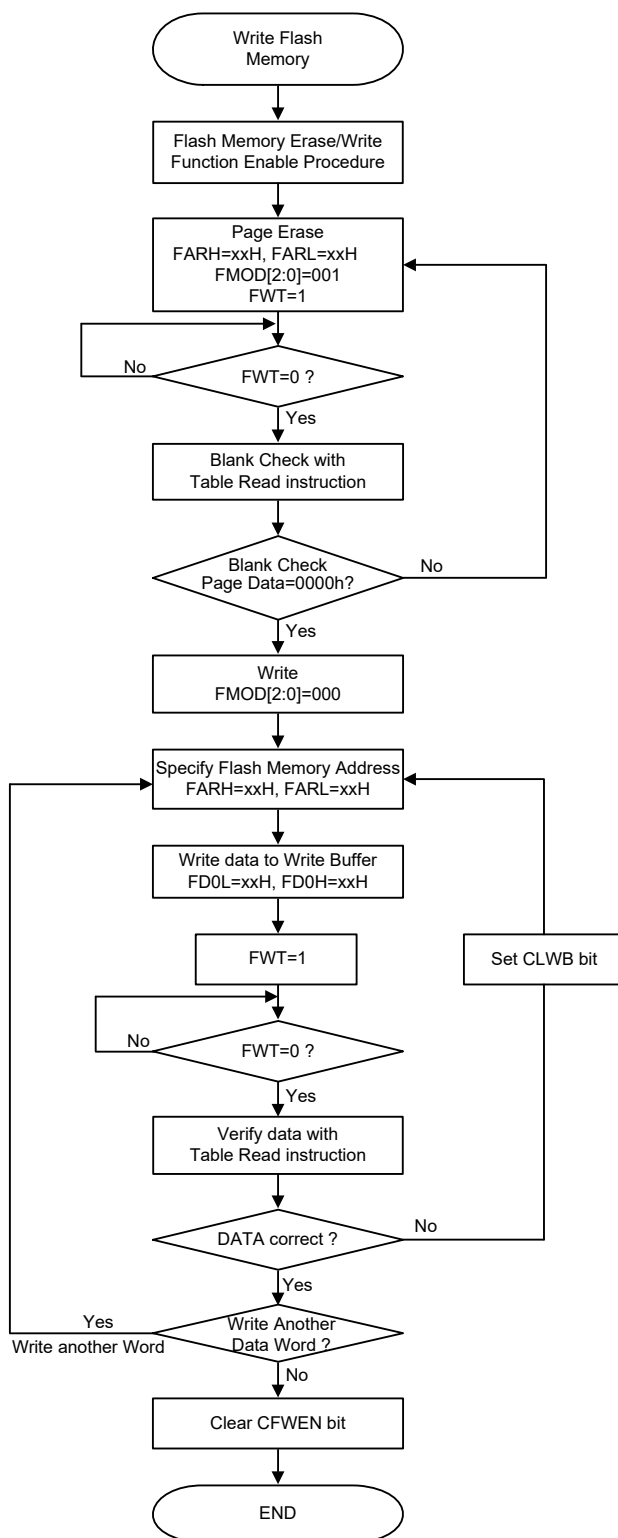 Write Flash
Memory
Flash Memory Erase/Write
Function Enable Procedure
Page Erase
FARH=xxH, FARL=xxH
FMOD[2:0]=001
FWT=1
No
FWT=0 ?
Yes
Blank Check with
Table Read instruction
Blank Check
Page Data=0000h?
No
Yes
Write
FMOD[2:0]=000
Specify Flash Memory Address
FARH=xxH, FARL=xxH
Write data to Write Buffer
FD0L=xxH, FD0H=xxH
FWT=1
Set CLWB bit
No
FWT=0 ?
Yes
Verify data with
Table Read instruction
DATA correct ?
No
Yes
Yes
Write another Word
Write Another
Data Word ?
No
Clear CFWEN bit
END